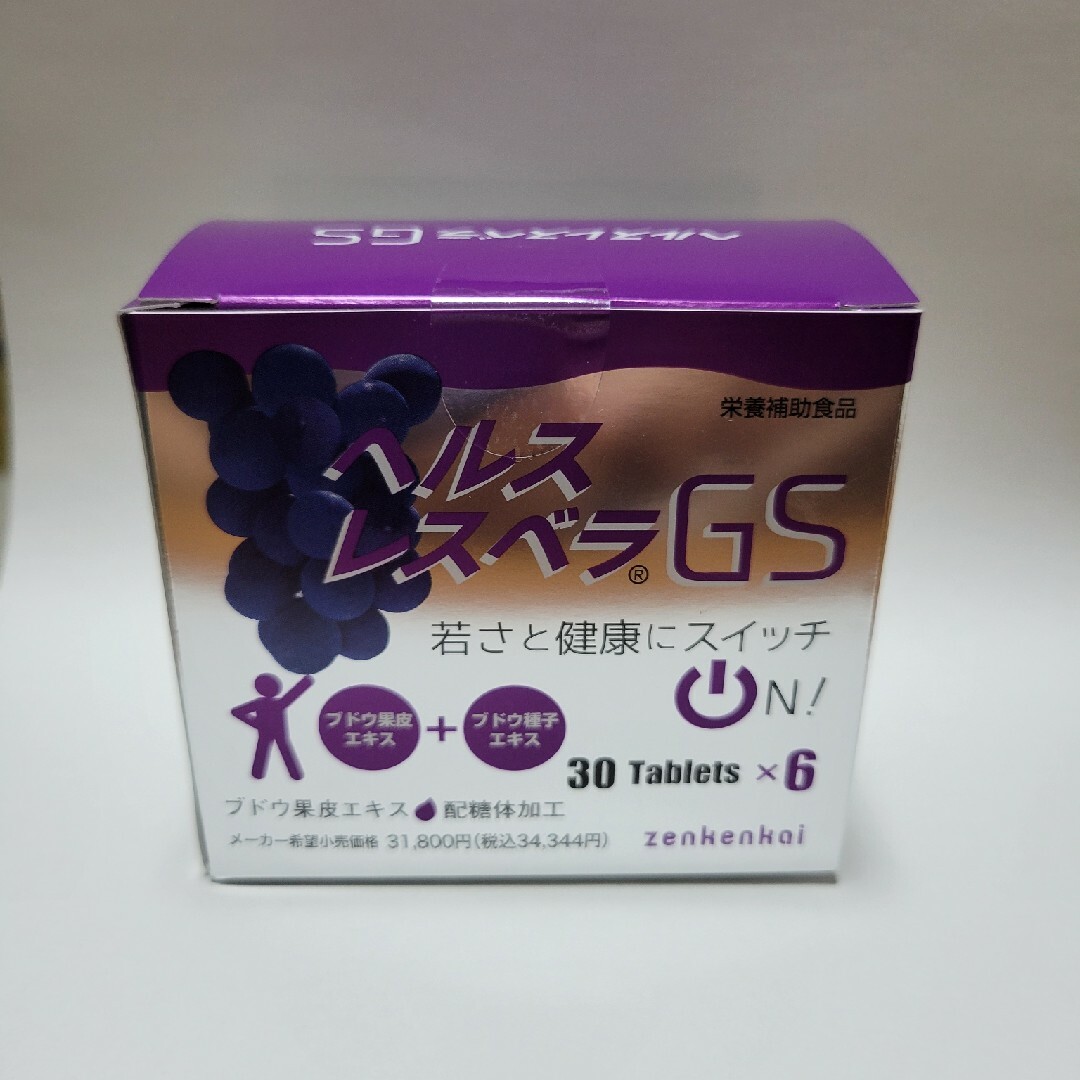 ヘルスレスベラGS
栄養補助食品
ヘルス
レスベラ® GS
若さと健康にスイッチ
ON!
ブドウ果皮
エキス
+
ブドウ種子
エキス
30 Tablets ×6
ブドウ果皮エキス 配糖体加工
メーカー希望小売価格 31,800円(税込34,344円)
zenkenkai